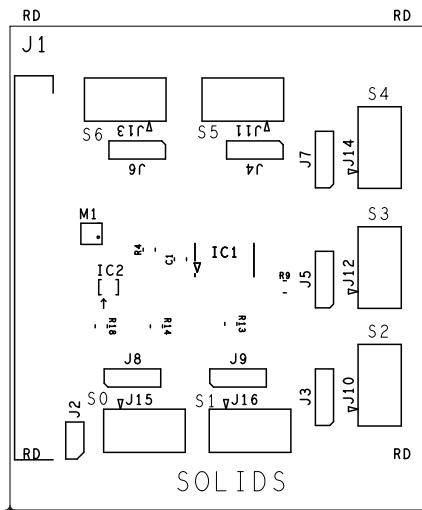 RD RD
J1
S4
S6 J13 S5 J11
J6 J4 J7 J14
S3
M1
R4 C1 IC1
IC2 R9 J5 J12
R18 R14 R13
S2
J8 J9
J2 S0 J15 S1 J16 J3 J10
RD RD
SOLIDS